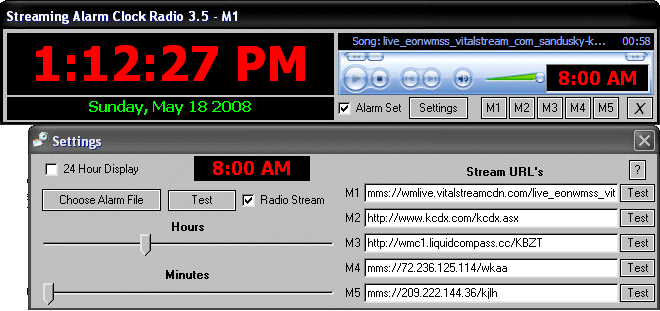 Streaming Alarm Clock Radio 3.5 - M1
1:12:27 PM
Sunday, May 18 2008
Song: live_eonwmss_vitalstream_com_sandusky-k... 00:58
8:00 AM
Alarm Set Settings M1 M2 M3 M4 M5 X
Settings
24 Hour Display 8:00 AM
Choose Alarm File Test Radio Stream
Hours
Minutes
Stream URL's ?
M1 mms://wmlive.vitalstreamcdn.com/live_eonwmss_vit Test
M2 http://www.kcdx.com/kcdx.asx Test
M3 http://wmc1.liquidcompass.cc/KBZT Test
M4 mms://72.236.125.114/wkaa Test
M5 mms://209.222.144.36/kjlh Test